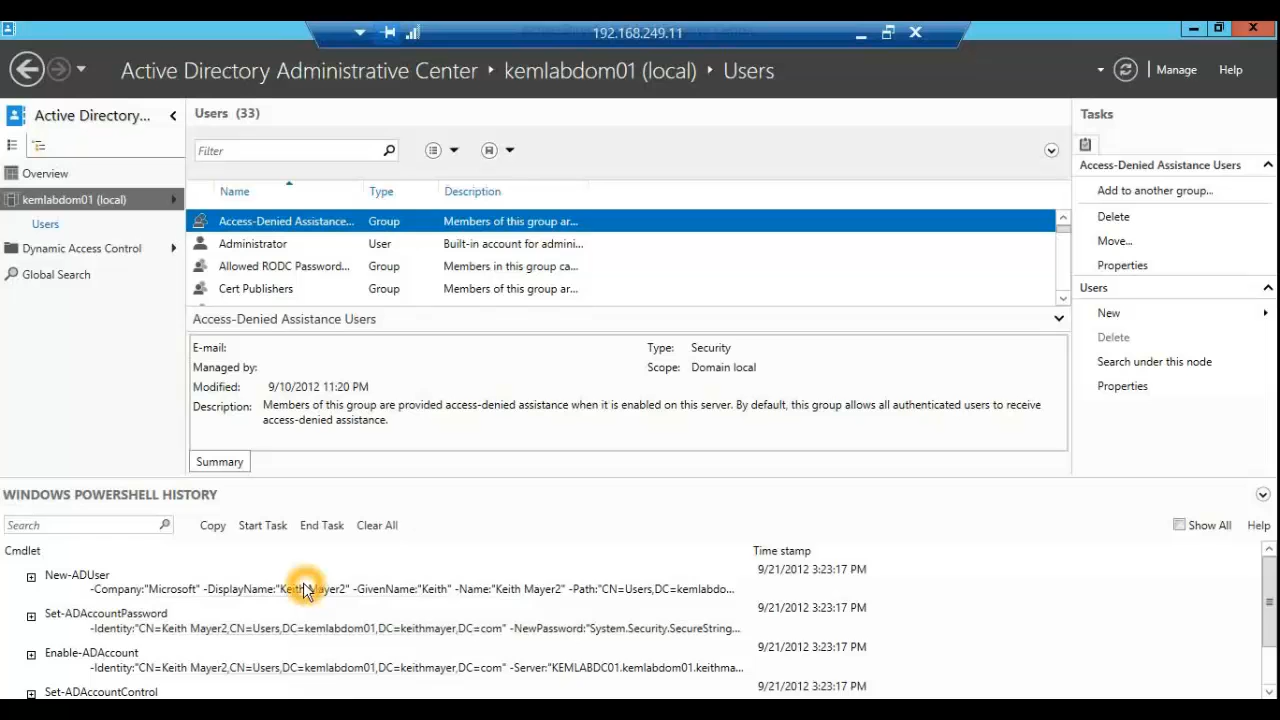 192.168.249.11
Active Directory Administrative Center • kemlabdom01 (local) • Users
Manage
Help
Active Directory...
Overview
kemlabdom01 (local)
Users
Dynamic Access Control
Global Search
Users (33)
Filter
Name Type Description
Access-Denied Assistance... Group Members of this group ar...
Administrator User Built-in account for admini...
Allowed RODC Password... Group Members in this group ca...
Cert Publishers Group Members of this group ar...
Access-Denied Assistance Users
E-mail: Type: Security
Managed by: Scope: Domain local
Modified: 9/10/2012 11:20 PM
Description: Members of this group are provided access-denied assistance when it is enabled on this server. By default, this group allows all authenticated users to receive
access-denied assistance.
Summary
Tasks
Access-Denied Assistance Users
Add to another group...
Delete
Move...
Properties
Users
New
Delete
Search under this node
Properties
WINDOWS POWERSHELL HISTORY
Search Copy Start Task End Task Clear All Show All Help
Cmdlet Time stamp
New-ADUser 9/21/2012 3:23:17 PM
-Company:"Microsoft" -DisplayName:"Keith Mayer2" -GivenName:"Keith" -Name:"Keith Mayer2" -Path:"CN=Users,DC=kemlabdo...
Set-ADAccountPassword 9/21/2012 3:23:17 PM
-Identity:"CN=Keith Mayer2,CN=Users,DC=kemlabdom01,DC=keithmayer,DC=com" -NewPassword:"System.Security.SecureString...
Enable-ADAccount 9/21/2012 3:23:17 PM
-Identity:"CN=Keith Mayer2,CN=Users,DC=kemlabdom01,DC=keithmayer,DC=com" -Server:"KEMLABDC01.kemlabdom01.keithma...
Set-ADAccountControl 9/21/2012 3:23:17 PM